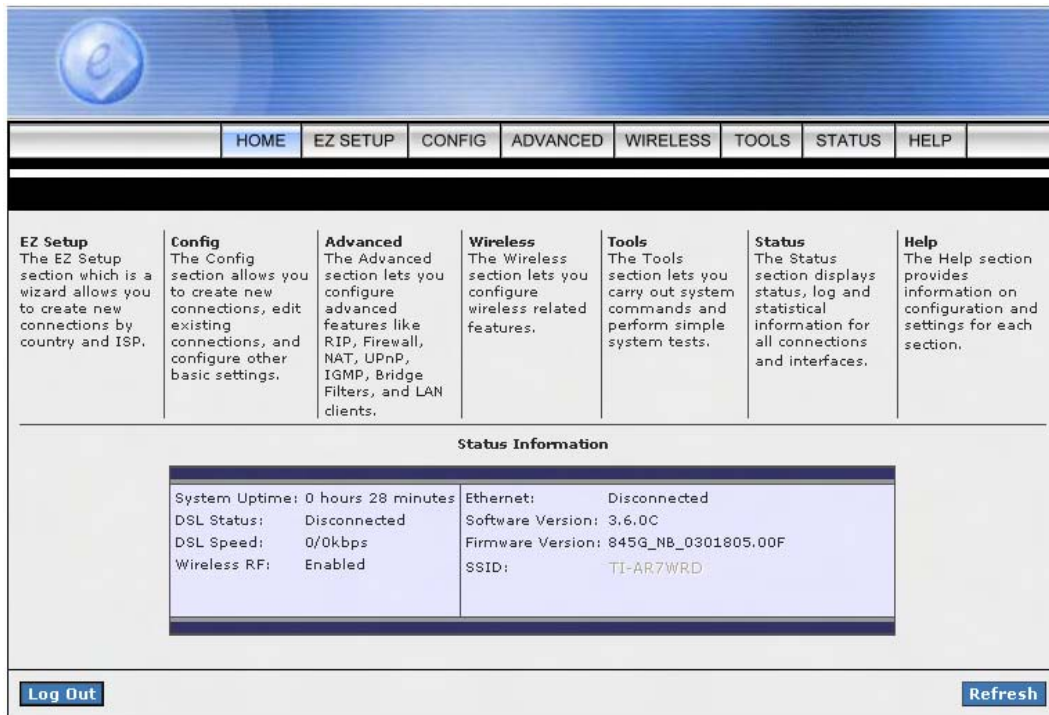 e
HOME EZ SETUP CONFIG ADVANCED WIRELESS TOOLS STATUS HELP
EZ Setup
The EZ Setup
section which is a
wizard allows you
to create new
connections by
country and ISP.
Config
The Config
section allows you
to create new
connections, edit
existing
connections, and
configure other
basic settings.
Advanced
The Advanced
section lets you
configure
advanced
features like
RIP, Firewall,
NAT, UPnP,
IGMP, Bridge
Filters, and LAN
clients.
Wireless
The Wireless
section lets you
configure
wireless related
features.
Tools
The Tools
section lets you
carry out system
commands and
perform simple
system tests.
Status
The Status
section displays
status, log and
statistical
information for
all connections
and interfaces.
Help
The Help section
provides
information on
configuration and
settings for each
section.
Status Information
System Uptime: 0 hours 28 minutes
DSL Status: Disconnected
DSL Speed: 0/0kbps
Wireless RF: Enabled
Ethernet: Disconnected
Software Version: 3.6.0C
Firmware Version: 845G_NB_0301805.00F
SSID: TI-AR7WRD
Log Out
Refresh